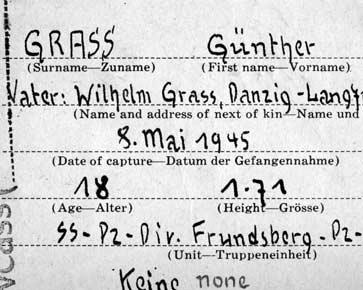 GRASS Günther
(Surname—Zuname) (First name—Vorname)
Vater: Wilhelm Grass, Danzig-Langf
(Name and address of next of kin—Name und
8. Mai 1945
(Date of capture—Datum der Gefangennahme)
18 1.71
(Age—Alter) (Height—Grösse)
SS-Pz-Div. Frundsberg-Pz-
(Unit—Truppeneinheit)
Keine none